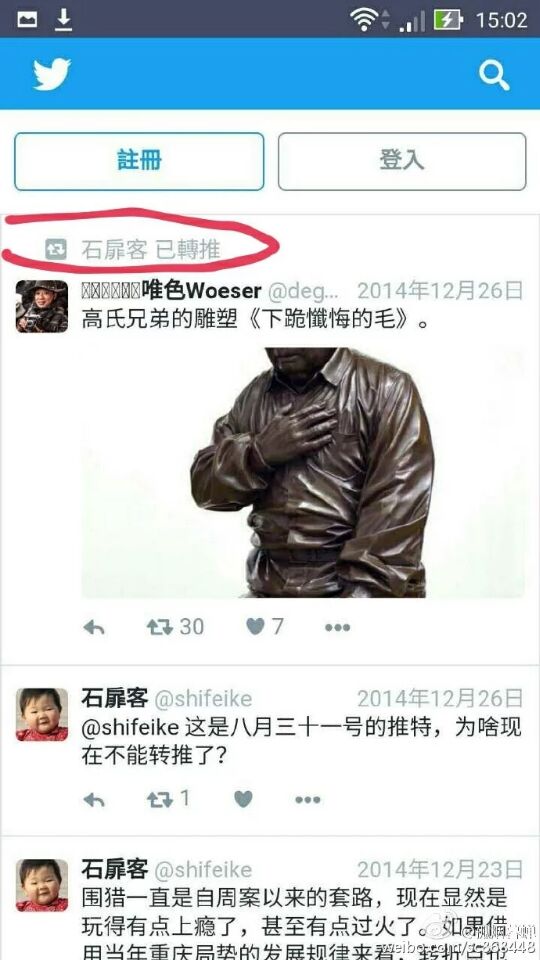 15:02
註冊
登入
石扉客 已轉推
唯色Woeser @deg… 2014年12月26日
高氏兄弟的雕塑《下跪懺悔的毛》。
30
7
石扉客 @shifeike 2014年12月26日
@shifeike 这是八月三十一号的推特，为啥现
在不能转推了？
1
石扉客 @shifeike 2014年12月23日
围猎一直是自周案以来的套路，现在显然是
玩得有点上瘾了，甚至有点过火了。如果借
用当年重庆局势的发展规律来看，转折点也
weibo.com/sc363448